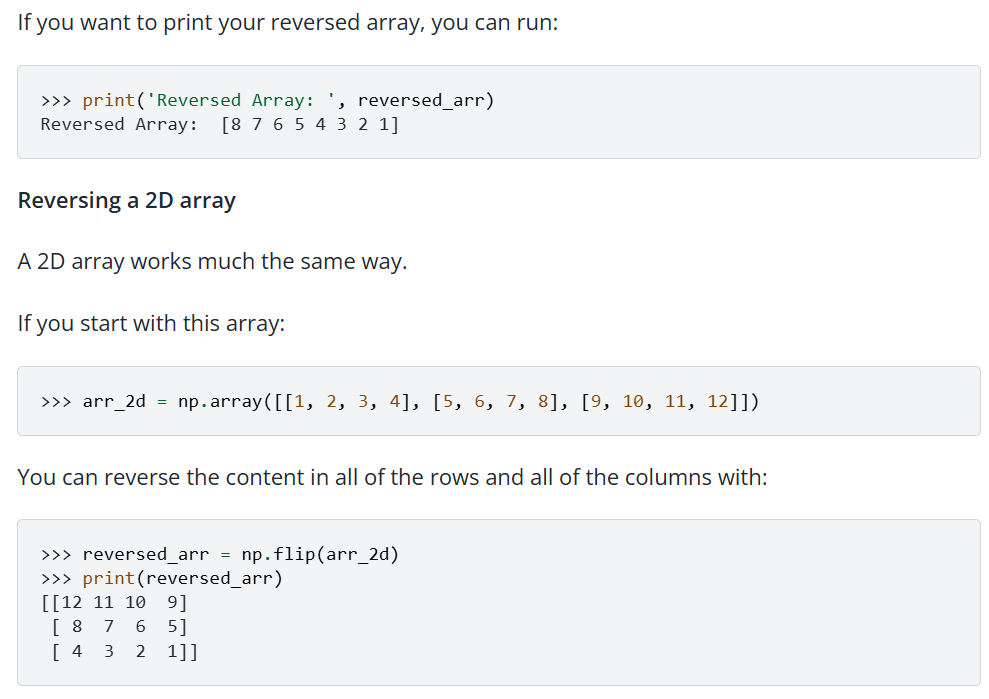 If you want to print your reversed array, you can run:
>>> print('Reversed Array: ', reversed_arr)
Reversed Array:  [8 7 6 5 4 3 2 1]
Reversing a 2D array
A 2D array works much the same way.
If you start with this array:
>>> arr_2d = np.array([[1, 2, 3, 4], [5, 6, 7, 8], [9, 10, 11, 12]])
You can reverse the content in all of the rows and all of the columns with:
>>> reversed_arr = np.flip(arr_2d)
>>> print(reversed_arr)
[[12 11 10  9]
 [ 8  7  6  5]
 [ 4  3  2  1]]